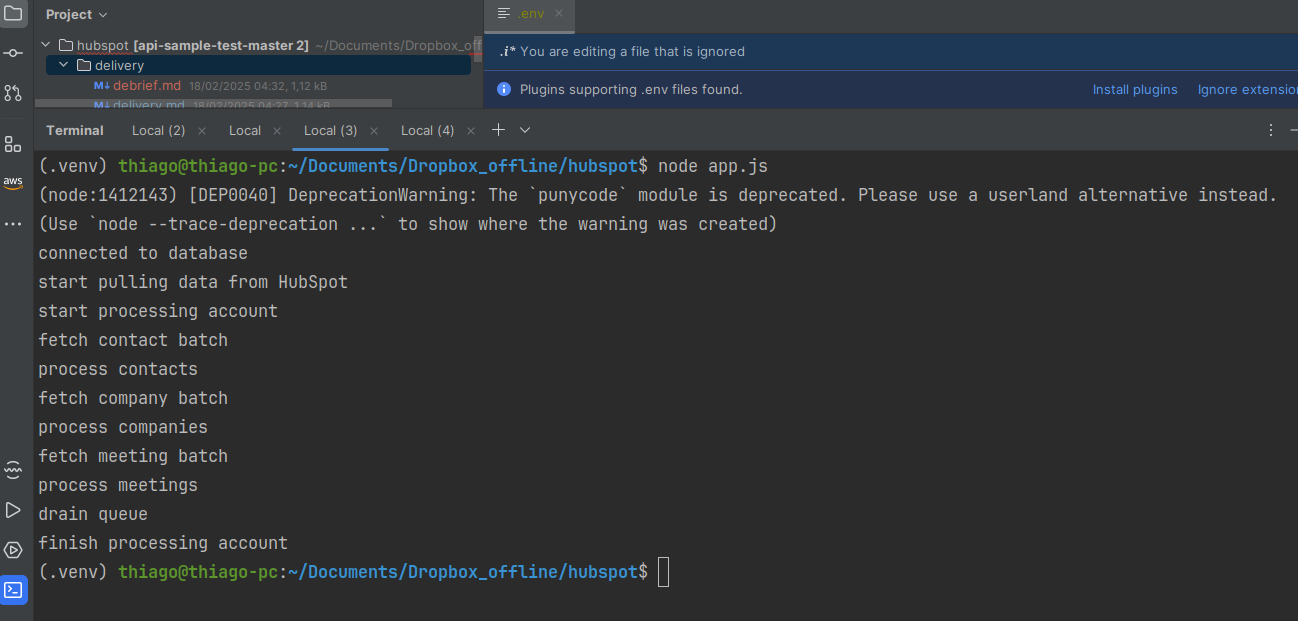 Project
.env
hubspot [api-sample-test-master 2] ~/Documents/Dropbox_off
.i* You are editing a file that is ignored
delivery
debrief.md 18/02/2025 04:32, 1,12 kB
Plugins supporting .env files found.
Install plugins
Ignore extensio
delivery.md 18/02/2025 04:27, 1,14 kB
Terminal
Local (2)
Local
Local (3)
Local (4)
(.venv) thiago@thiago-pc:~/Documents/Dropbox_offline/hubspot$ node app.js
(node:1412143) [DEP0040] DeprecationWarning: The `punycode` module is deprecated. Please use a userland alternative instead.
(Use `node --trace-deprecation ...` to show where the warning was created)
connected to database
start pulling data from HubSpot
start processing account
fetch contact batch
process contacts
fetch company batch
process companies
fetch meeting batch
process meetings
drain queue
finish processing account
(.venv) thiago@thiago-pc:~/Documents/Dropbox_offline/hubspot$
aws